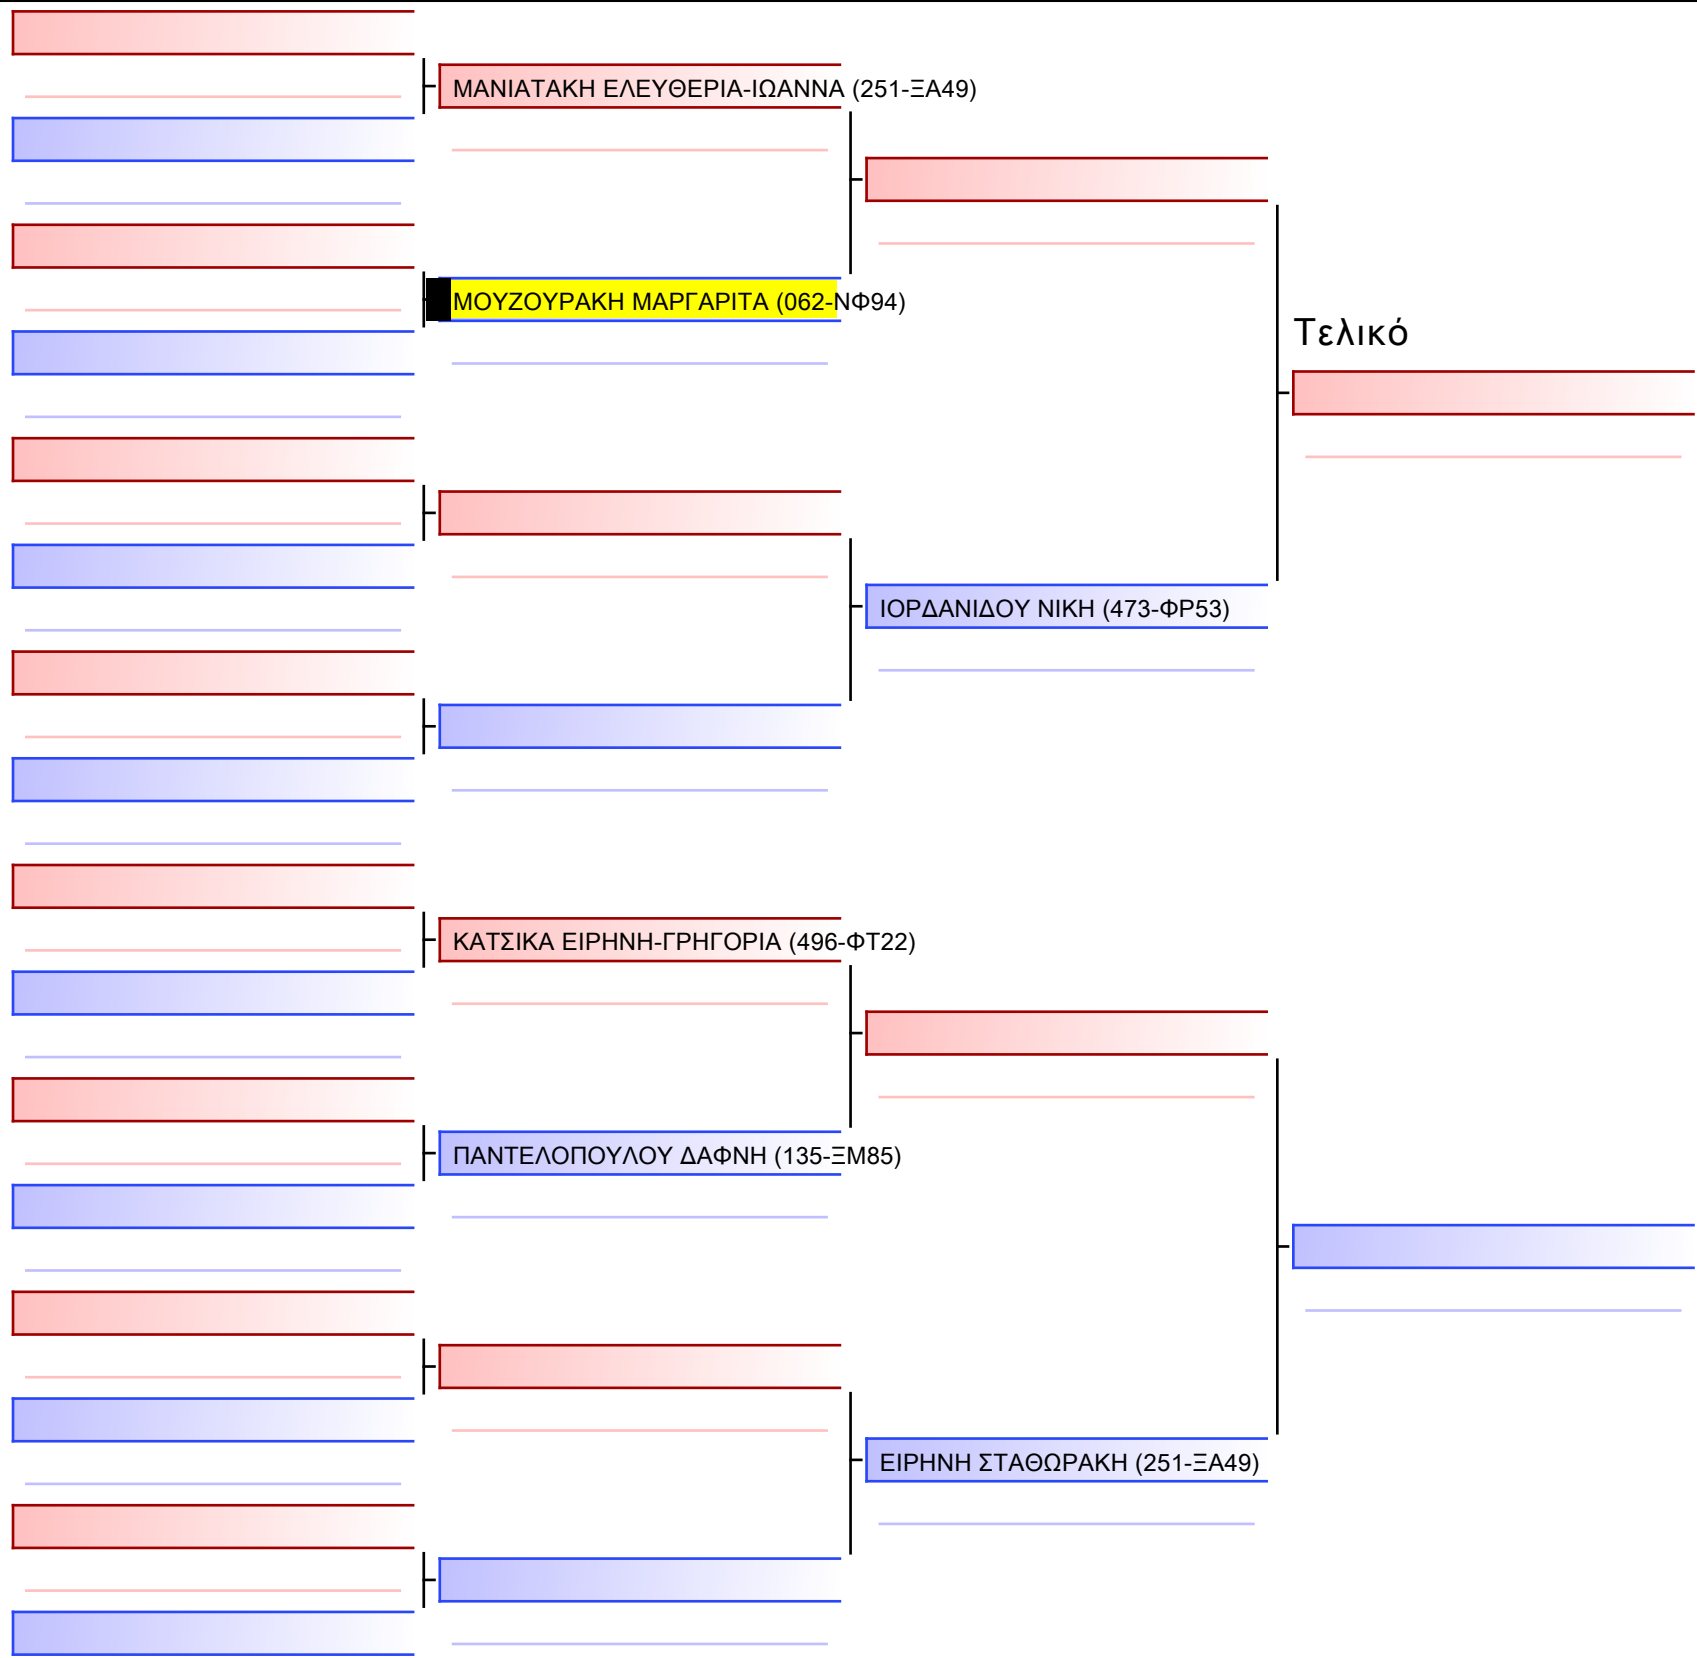 ΜΑΝΙΑΤΑΚΗ ΕΛΕΥΘΕΡΙΑ-ΙΩΑΝΝΑ (251-ΞΑ49)
ΜΟΥΖΟΥΡΑΚΗ ΜΑΡΓΑΡΙΤΑ (062-ΝΦ94)
Τελικό
ΙΟΡΔΑΝΙΔΟΥ ΝΙΚΗ (473-ΦΡ53)
ΚΑΤΣΙΚΑ ΕΙΡΗΝΗ-ΓΡΗΓΟΡΙΑ (496-ΦΤ22)
ΠΑΝΤΕΛΟΠΟΥΛΟΥ ΔΑΦΝΗ (135-ΞΜ85)
ΕΙΡΗΝΗ ΣΤΑΘΩΡΑΚΗ (251-ΞΑ49)